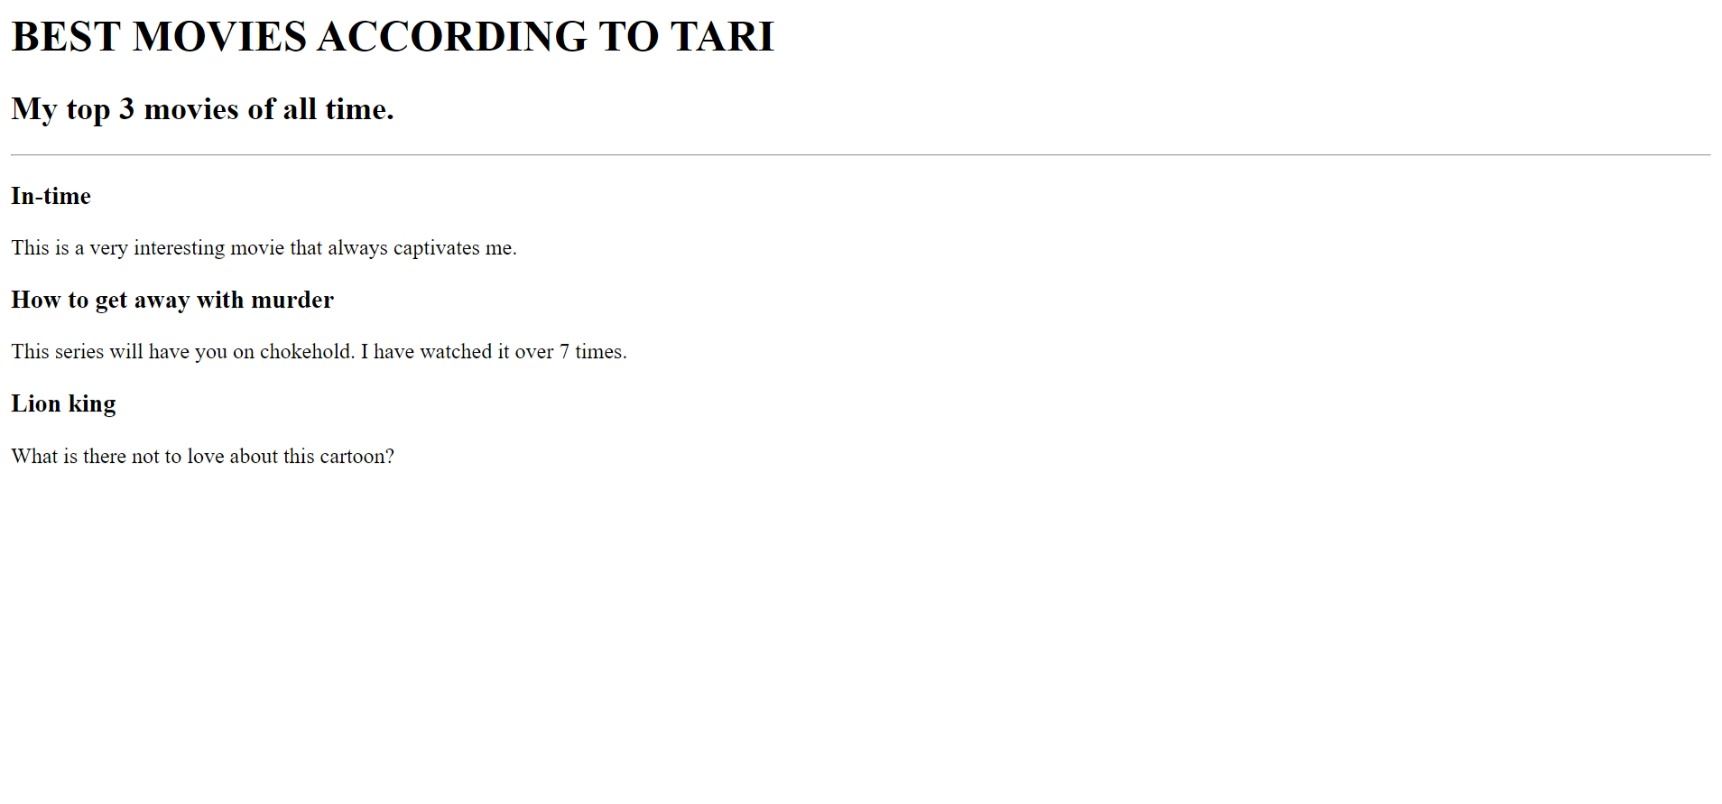 BEST MOVIES ACCORDING TO TARI
My top 3 movies of all time.
In-time
This is a very interesting movie that always captivates me.
How to get away with murder
This series will have you on chokehold. I have watched it over 7 times.
Lion king
What is there not to love about this cartoon?